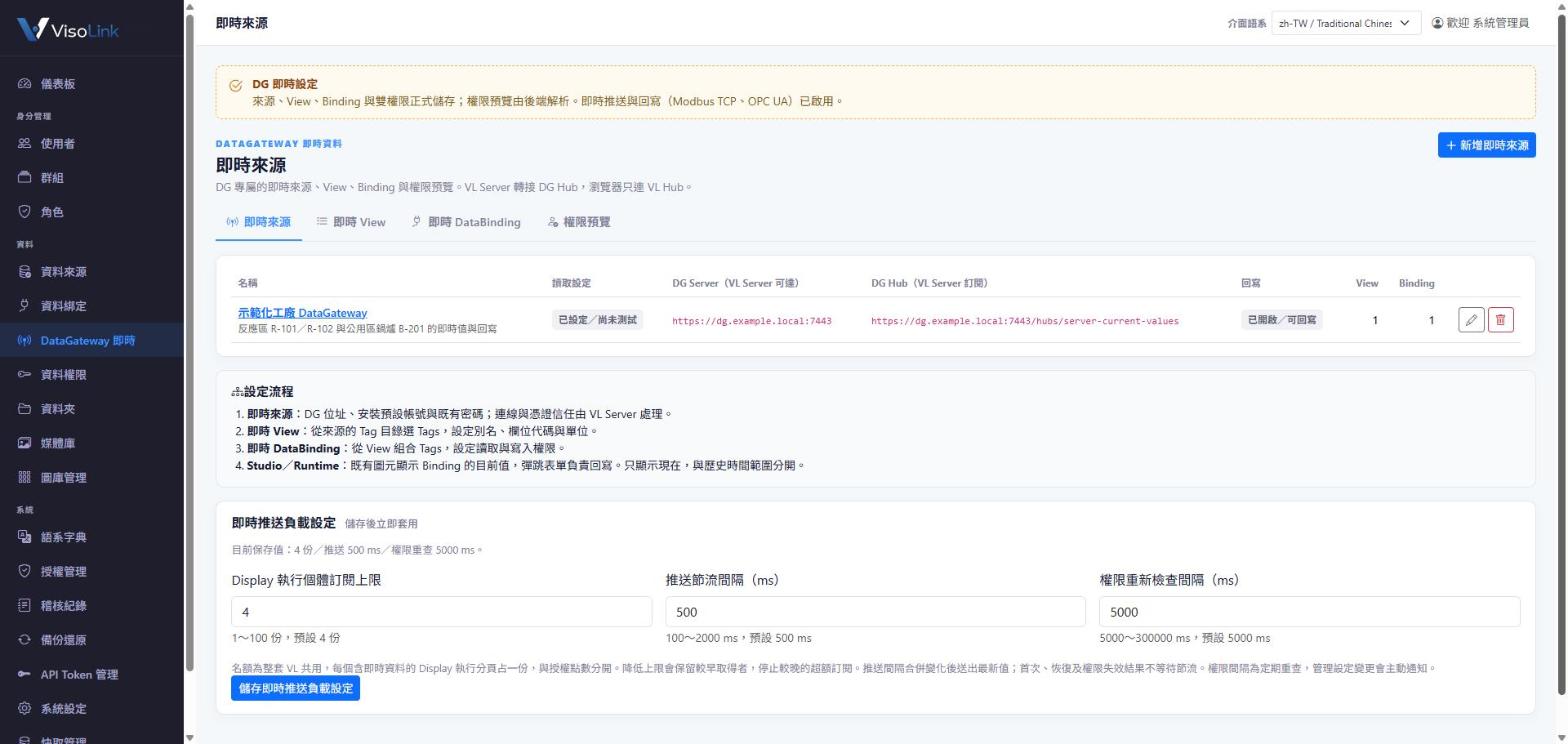 VisoLink
儀表板
身分管理
使用者
群組
角色
資料
資料來源
資料綁定
DataGateway 即時
資料權限
資料夾
媒體庫
圖庫管理
系統
語系字典
授權管理
稽核紀錄
備份還原
API Token 管理
系統設定
快取管理
即時來源
介面語系 zh-TW / Traditional Chines 歡迎 系統管理員
DG 即時設定
來源、View、Binding 與雙權限正式儲存；權限預覽由後端解析。即時推送與回寫（Modbus TCP、OPC UA）已啟用。
DATAGATEWAY 即時資料
即時來源
DG 專屬的即時來源、View、Binding 與權限預覽。VL Server 轉接 DG Hub，瀏覽器只連 VL Hub。
新增即時來源
即時來源 即時 View 即時 DataBinding 權限預覽
名稱 讀取設定 DG Server（VL Server 可達） DG Hub（VL Server 訂閱） 回寫 View Binding
示範化工廠 DataGateway
反應區 R-101／R-102 與公用區鍋爐 B-201 的即時值與回寫
已設定／尚未測試 https://dg.example.local:7443 https://dg.example.local:7443/hubs/server-current-values 已開啟／可回寫 1 1
設定流程
1. 即時來源：DG 位址、安裝預設帳號與既有密碼；連線與憑證信任由 VL Server 處理。
2. 即時 View：從來源的 Tag 目錄選 Tags，設定別名、欄位代碼與單位。
3. 即時 DataBinding：從 View 組合 Tags，設定讀取與寫入權限。
4. Studio／Runtime：既有圖元顯示 Binding 的目前值，彈跳表單負責回寫。只顯示現在，與歷史時間範圍分開。
即時推送負載設定 儲存後立即套用
目前保存值：4 份／推送 500 ms／權限重查 5000 ms。
Display 執行個體訂閱上限 推送節流間隔（ms） 權限重新檢查間隔（ms）
4 500 5000
1～100 份，預設 4 份 100～2000 ms，預設 500 ms 5000～300000 ms，預設 5000 ms
名額為整套 VL 共用，每個含即時資料的 Display 執行分頁占一份，與授權點數分開。降低上限會保留較早取得者，停止較晚的超額訂閱。推送間隔合併變化後送出最新值；首次、恢復及權限失效結果不等待節流。權限間隔為定期重查，管理設定變更會主動通知。
儲存即時推送負載設定